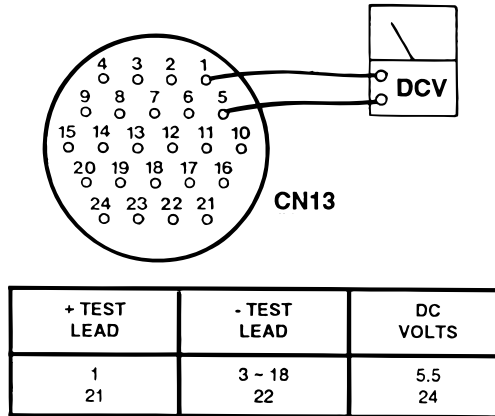 4 3 2 1
9 8 7 6 5
DCV
15 14 13 12 11 10
20 19 18 17 16
CN13
24 23 22 21
+ TEST LEAD - TEST LEAD DC VOLTS
1 3 ~ 18 5.5
21 22 24